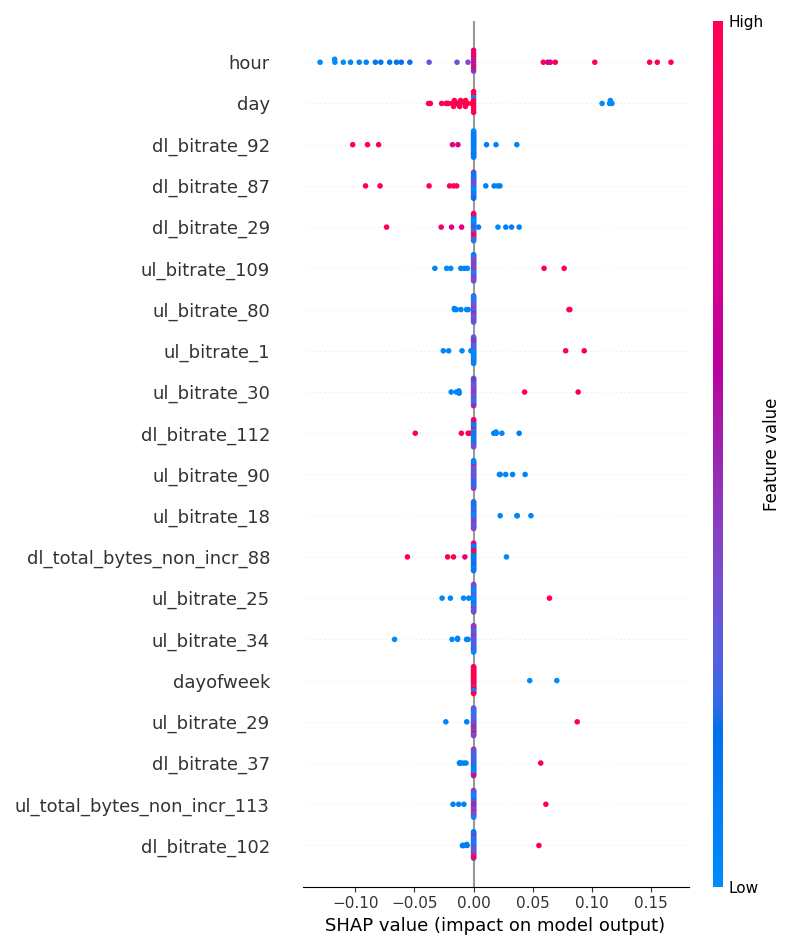 High
hour
day
dl_bitrate_92
dl_bitrate_87
dl_bitrate_29
ul_bitrate_109
ul_bitrate_80
ul_bitrate_1
ul_bitrate_30
dl_bitrate_112
ul_bitrate_90
ul_bitrate_18
dl_total_bytes_non_incr_88
ul_bitrate_25
ul_bitrate_34
dayofweek
ul_bitrate_29
dl_bitrate_37
ul_total_bytes_non_incr_113
dl_bitrate_102
Feature value
Low
−0.10 −0.05 0.00 0.05 0.10 0.15
SHAP value (impact on model output)